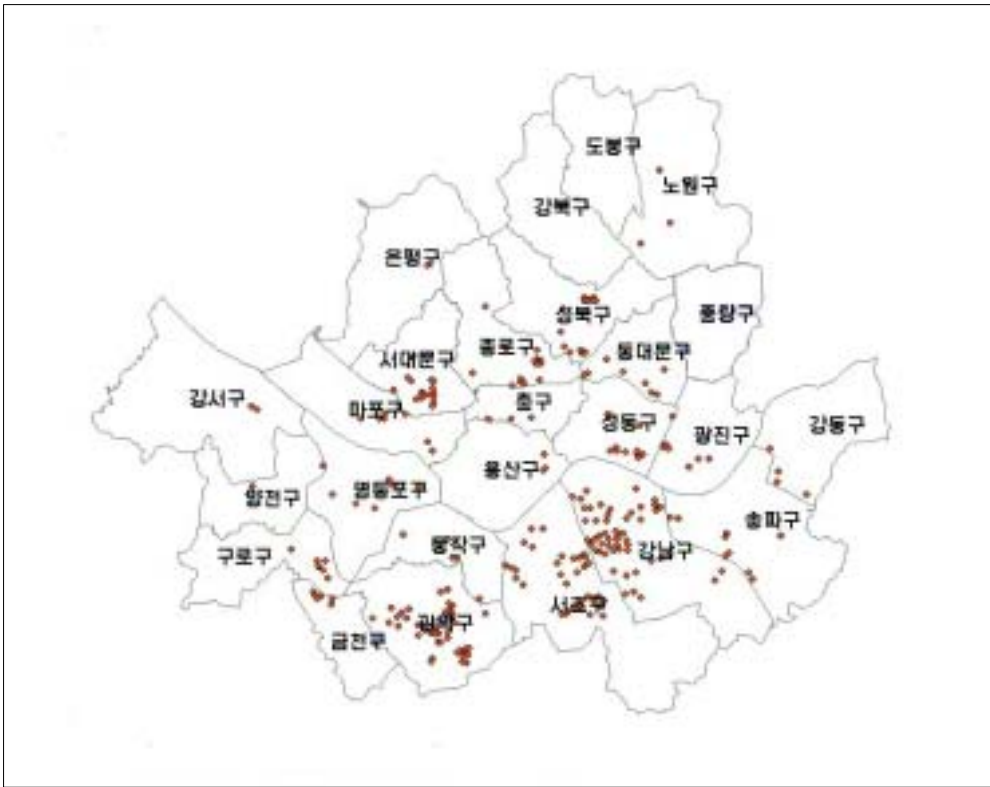 도봉구
노원구
강북구
은평구
성북구
중랑구
종로구
동대문구
서대문구
강서구
중구
마포구
성동구
강동구
광진구
용산구
영등포구
양천구
송파구
동작구
강남구
구로구
서초구
관악구
금천구